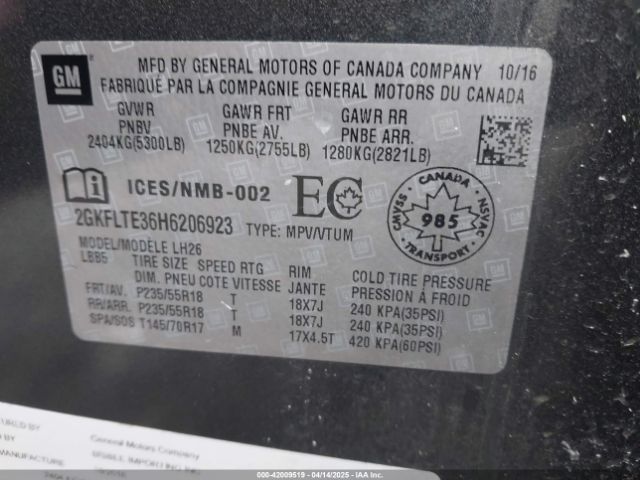 GM
MFD BY GENERAL MOTORS OF CANADA COMPANY 10/16
FABRIQUÉ PAR LA COMPAGNIE GENERAL MOTORS DU CANADA
GVWR GAWR FRT GAWR RR
PNBV PNBE AV. PNBE ARR.
2404KG(5300LB) 1250KG(2755LB) 1280KG(2821LB)
ICES/NMB-002 EC
CANADA
CMVSS NSVAC
985
TRANSPORT
2GKFLTE36H6206923 TYPE: MPV/VTUM
MODEL/MODÈLE LH26
LBB5 TIRE SIZE SPEED RTG RIM COLD TIRE PRESSURE
DIM. PNEU COTE VITESSE JANTE PRESSION À FROID
FRT/AV. P235/55R18 T 18X7J 240 KPA(35PSI)
RR/ARR. P235/55R18 T 18X7J 240 KPA(35PSI)
SPA/SOS T145/70R17 M 17X4.5T 420 KPA(60PSI)
General Motors Company
000-42009519 - 04/14/2025 - IAABU